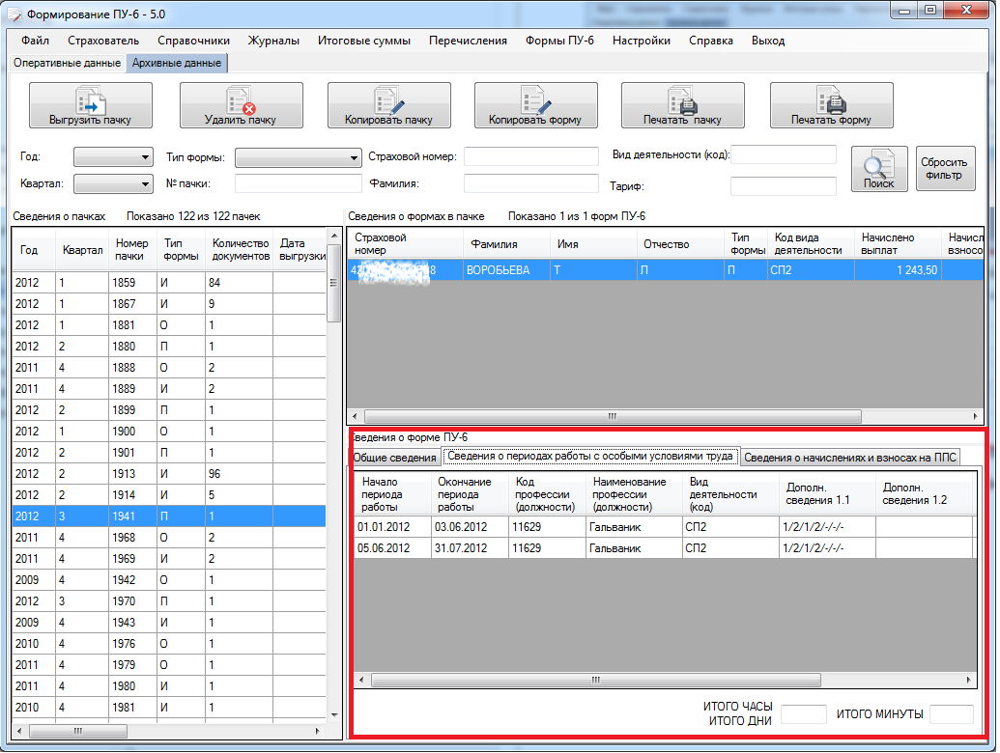 Формирование ПУ-6 - 5.0
Файл Страхователь Справочники Журналы Итоговые суммы Перечисления Формы ПУ-6 Настройки Справка Выход
Оперативные данные Архивные данные
Выгрузить пачку Удалить пачку Копировать пачку Копировать форму Печатать пачку Печатать форму
Год: Тип формы: Страховой номер: Вид деятельности (код):
Квартал: № пачки: Фамилия: Тариф:
Поиск
Сбросить
фильтр
Сведения о пачках Показано 122 из 122 пачек
Год Квартал Номер пачки Тип формы Количество документов Дата выгрузки
2012 1 1859 И 84
2012 1 1867 И 9
2012 1 1881 О 1
2012 2 1880 П 1
2011 4 1888 О 2
2011 4 1889 И 2
2012 2 1899 П 1
2012 1 1900 О 1
2012 2 1901 П 1
2012 2 1913 И 96
2012 2 1914 И 5
2012 3 1941 П 1
2011 4 1968 О 2
2011 4 1969 И 2
2009 4 1942 О 1
2012 3 1970 П 1
2009 4 1943 И 1
2010 4 1976 О 1
2011 4 1979 О 1
2011 4 1980 И 1
2010 4 1981 И 1
Сведения о формах в пачке Показано 1 из 1 форм ПУ-6
Страховой номер Фамилия Имя Отчество Тип формы Код вида деятельности Начислено выплат Начисл взносо
ВОРОБЬЕВА Т Л П СП2 1 243,50
Сведения о форме ПУ-6
Общие сведения Сведения о периодах работы с особыми условиями труда Сведения о начислениях и взносах на ППС
Начало периода работы Окончание периода работы Код профессии (должности) Наименование профессии (должности) Вид деятельности (код) Дополн. сведения 1.1 Дополн. сведения 1.2
01.01.2012 03.06.2012 11629 Гальваник СП2 1/2/1/2/-/-/-
05.06.2012 31.07.2012 11629 Гальваник СП2 1/2/1/2/-/-/-
ИТОГО ЧАСЫ ИТОГО МИНУТЫ
ИТОГО ДНИ